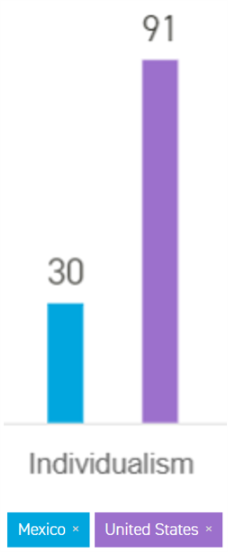 91
30
Individualism
Mexico ×
United States ×